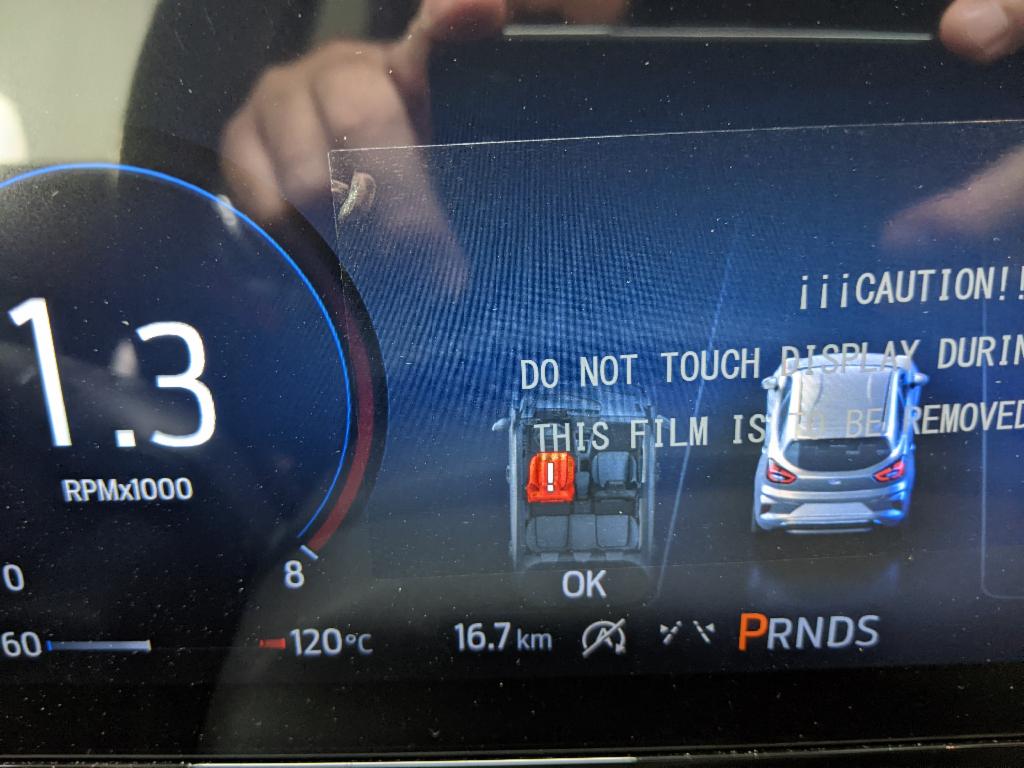 ¡¡¡CAUTION!!
DO NOT TOUCH DISPLAY DURIN
THIS FILM IS TO BE REMOVED
1.3
RPMx1000
!
OK
0
8
60
120°C
16.7 km
A
PRNDS